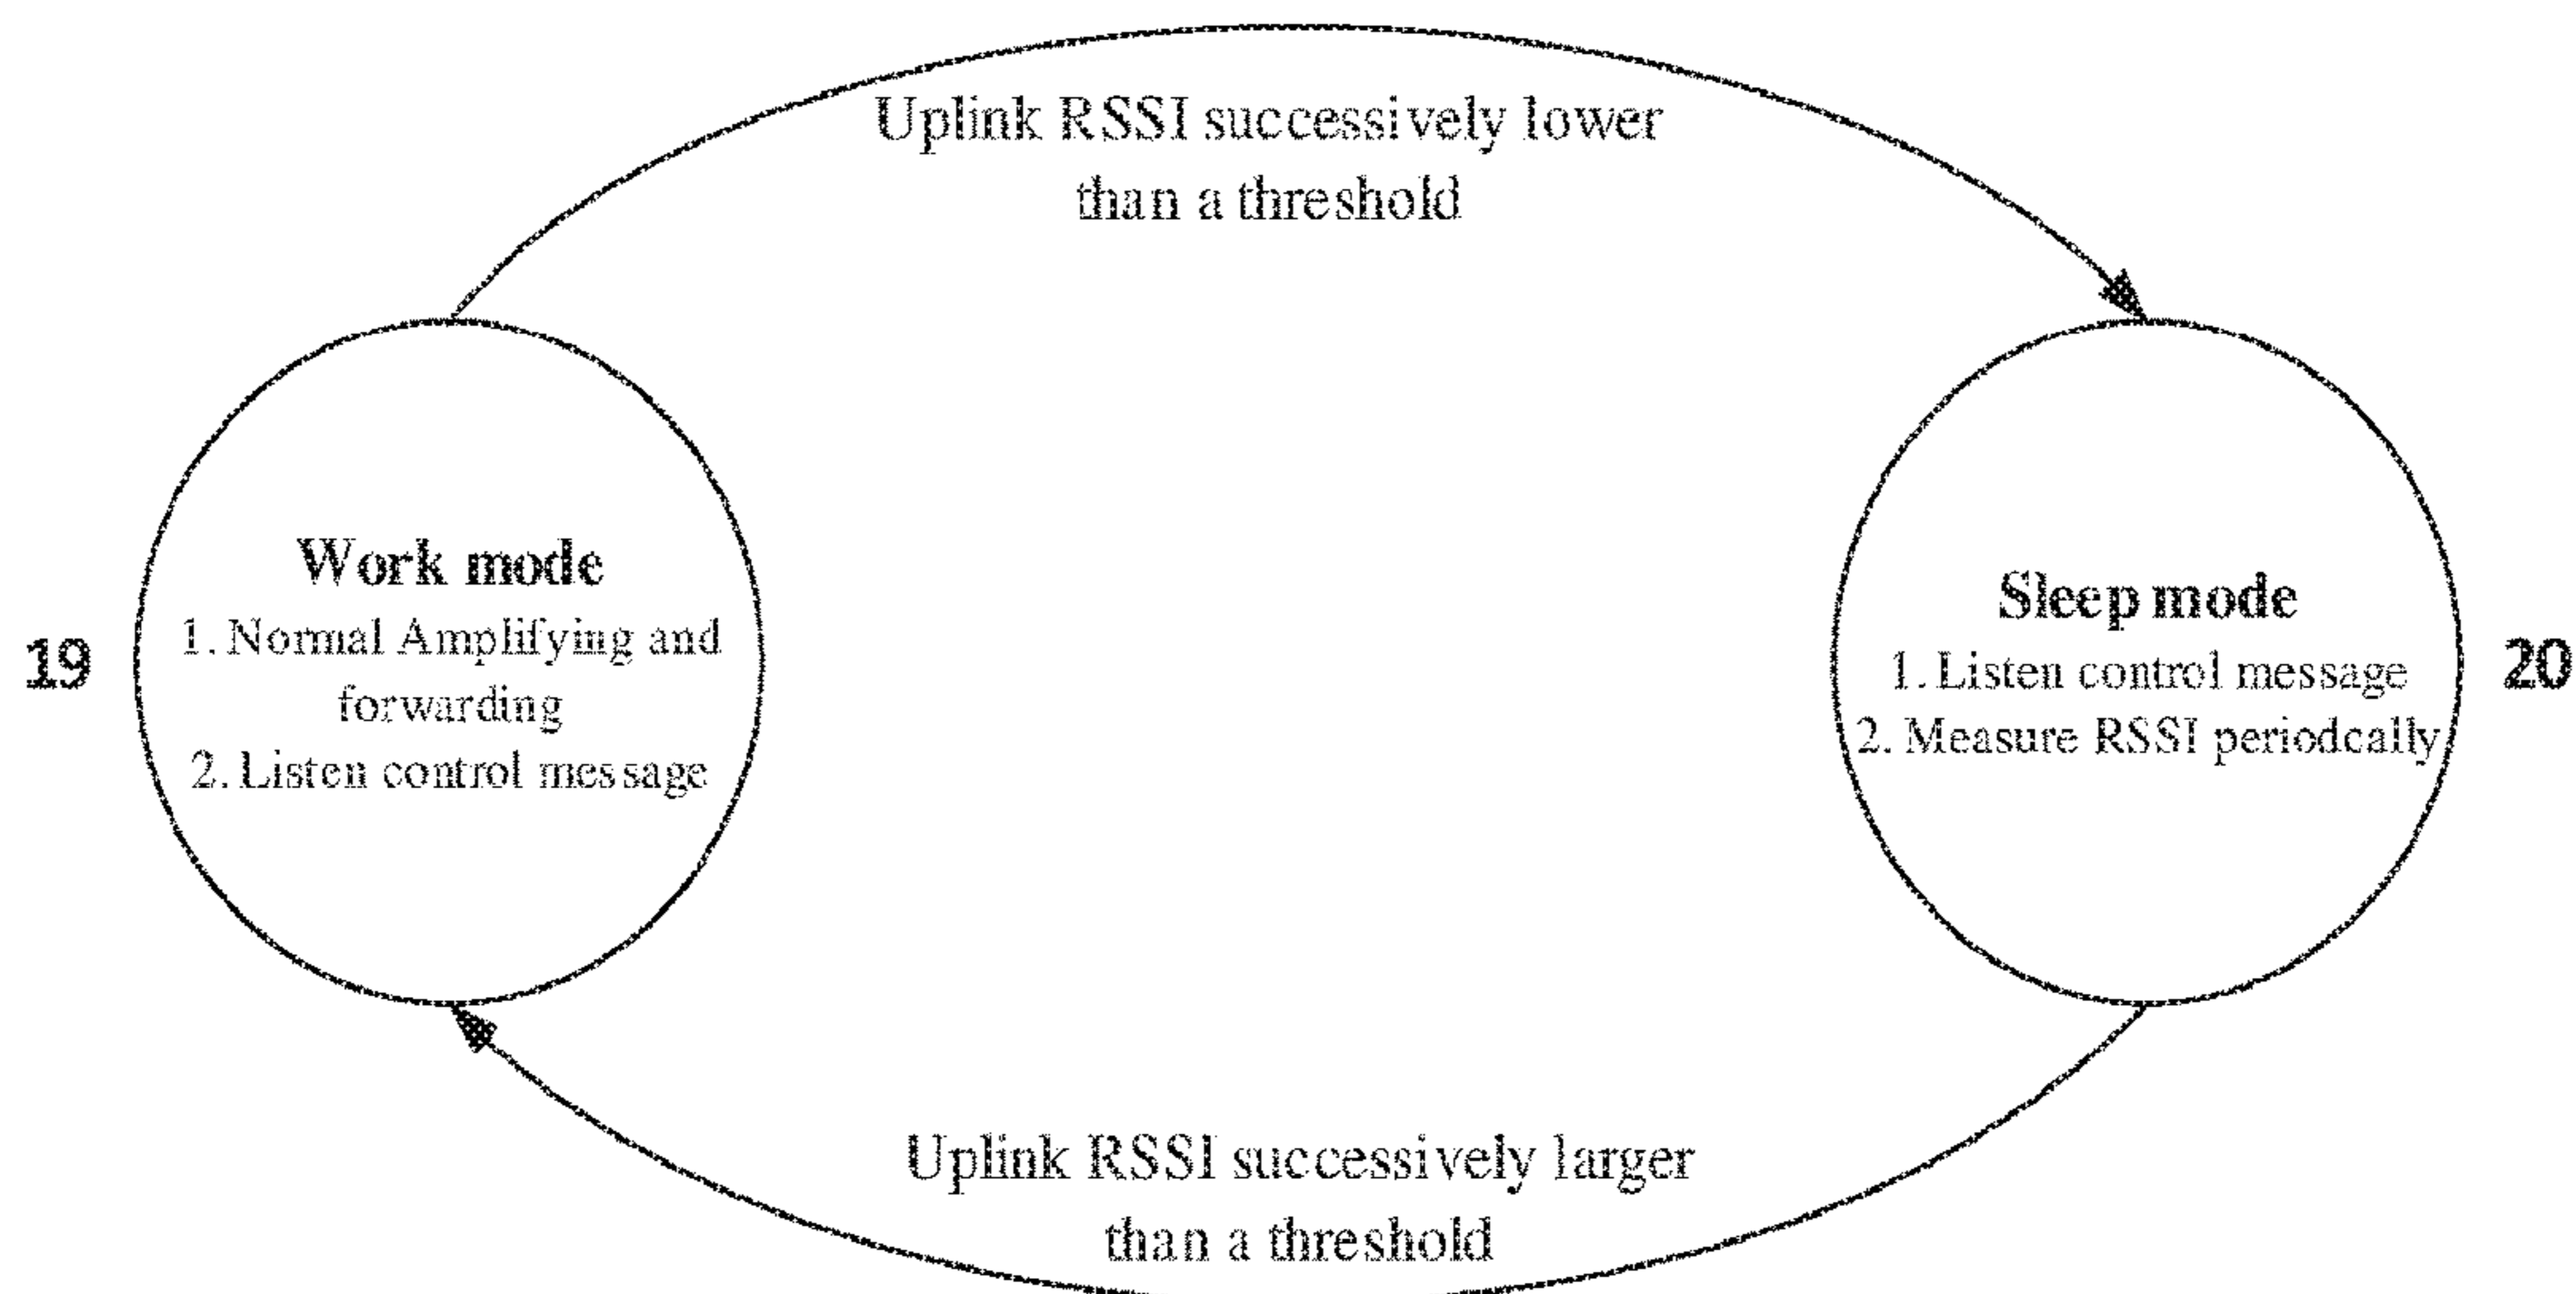 Uplink RSSI successively lower
than a threshold
Work mode
1. Normal Amplifying and
forwarding
2. Listen control message
19
Sleep mode
1. Listen control message
2. Measure RSSI periodcally
20
Uplink RSSI successively larger
than a threshold